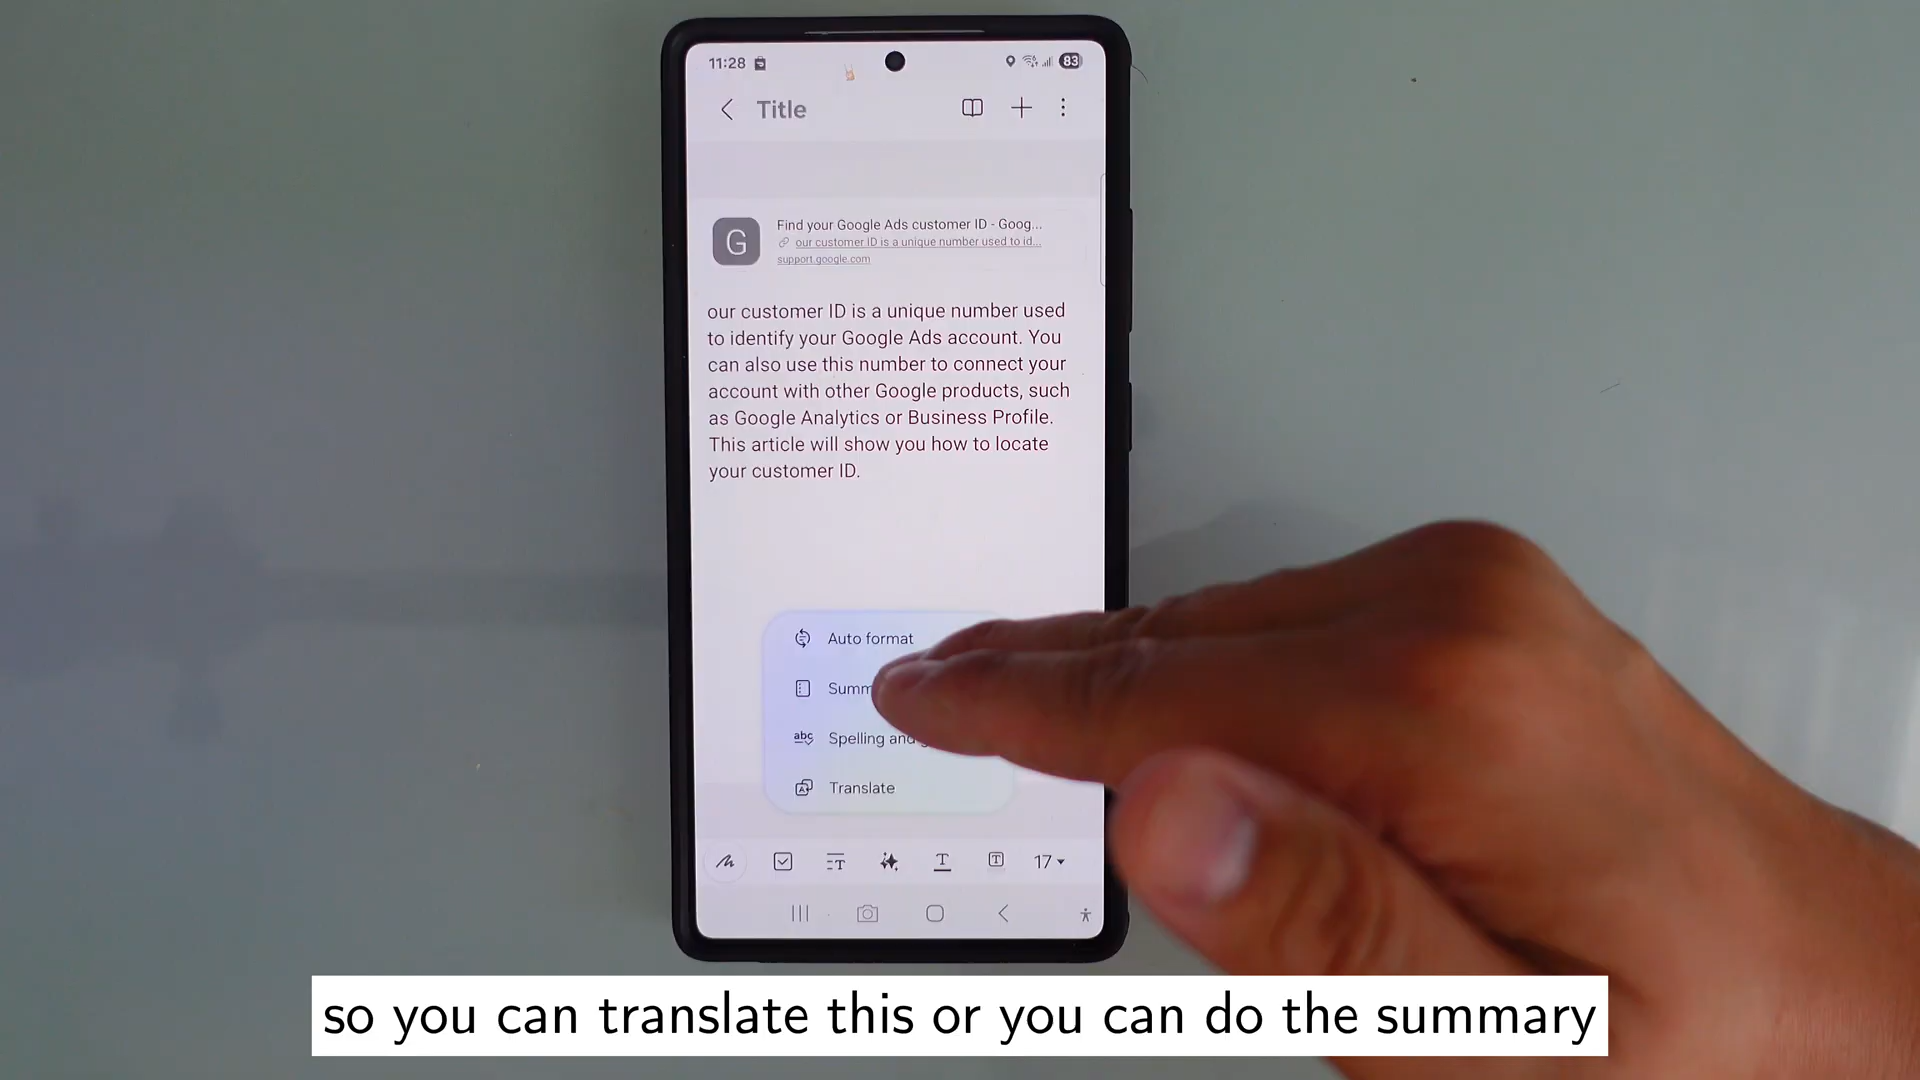 11:28
83
Title
G
Find your Google Ads customer ID - Goog...
our customer ID is a unique number used to id...
support.google.com
our customer ID is a unique number used
to identify your Google Ads account. You
can also use this number to connect your
account with other Google products, such
as Google Analytics or Business Profile.
This article will show you how to locate
your customer ID.
Auto format
Summ
abc Spelling and
Translate
17
so you can translate this or you can do the summary